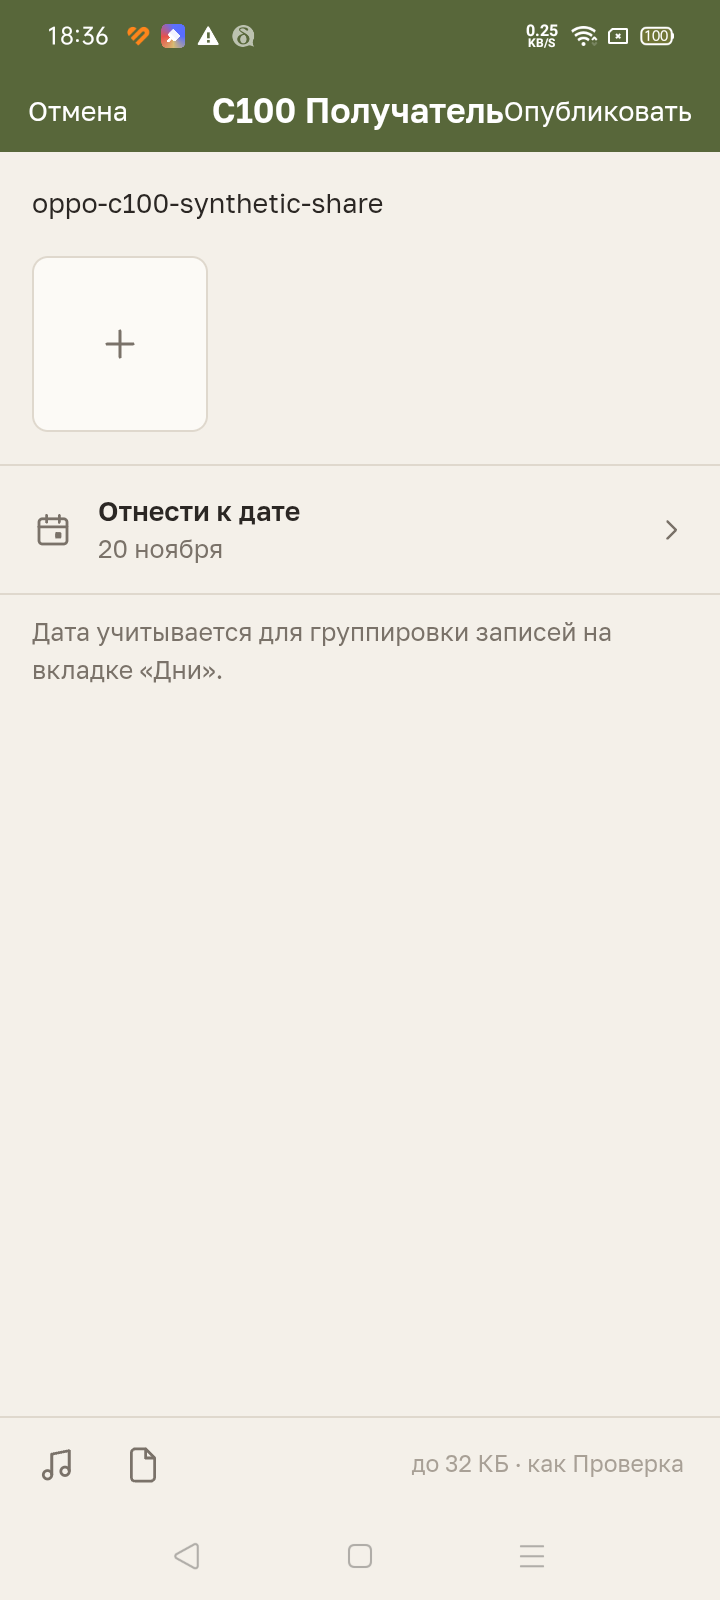 18:36
0.25
KB/S
100
Отмена
С100 Получатель
Опубликовать
oppo-c100-synthetic-share
Отнести к дате
20 ноября
Дата учитывается для группировки записей на
вкладке «Дни».
до 32 КБ · как Проверка